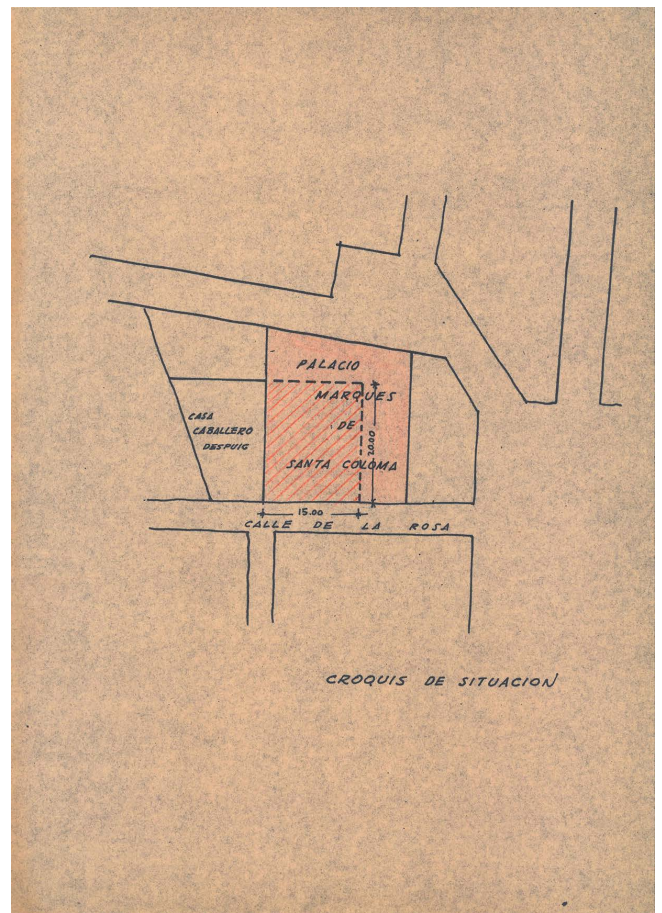 PALACIO
MARQUES
DE
SANTA COLOMA
CASA
CABALLERO
DESPUIG
20.00
15.00
CALLE DE LA ROSA
CROQUIS DE SITUACION